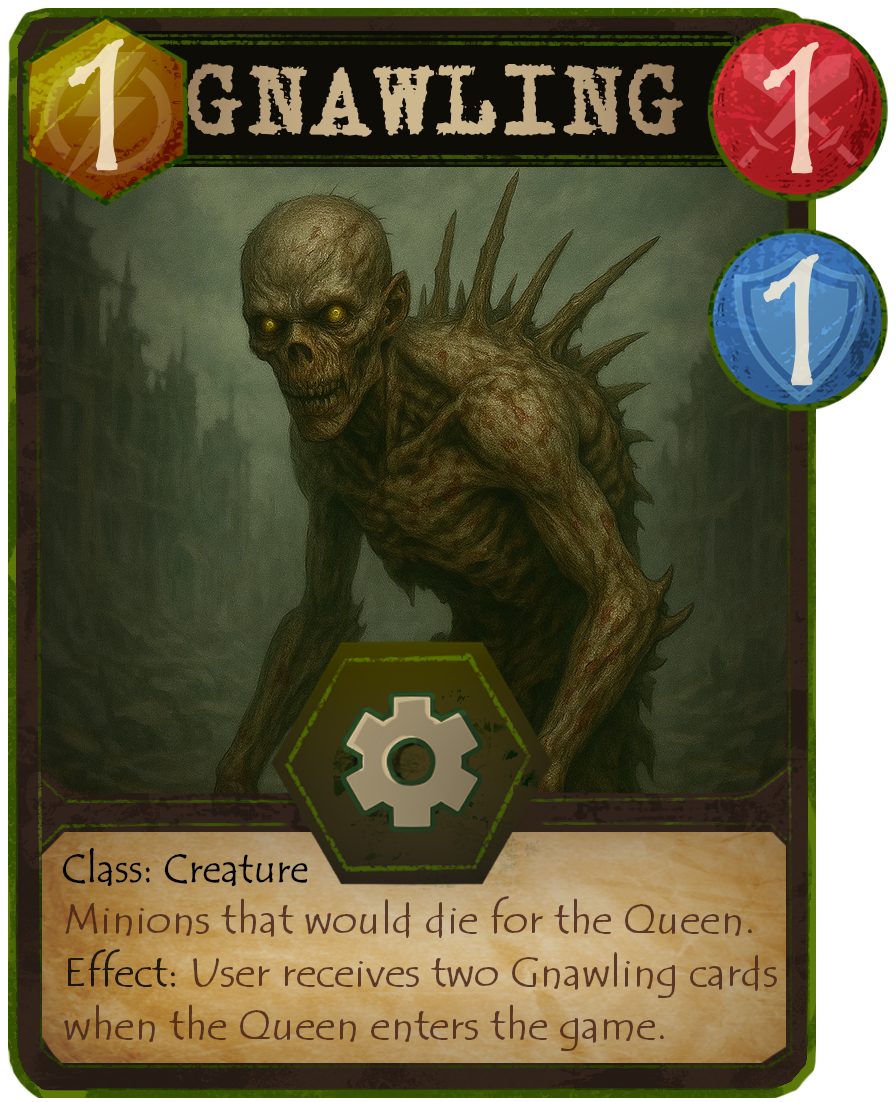 1 GNAWLING 1
1
Class: Creature
Minions that would die for the Queen.
Effect: User receives two Gnawling cards
when the Queen enters the game.